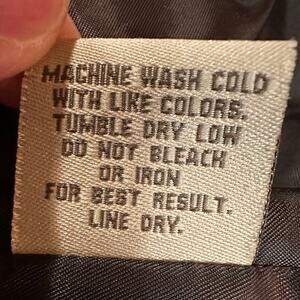 MACHINE WASH COLD
WITH LIKE COLORS.
TUMBLE DRY LOW
DO NOT BLEACH
OR IRON
FOR BEST RESULT.
LINE DRY.